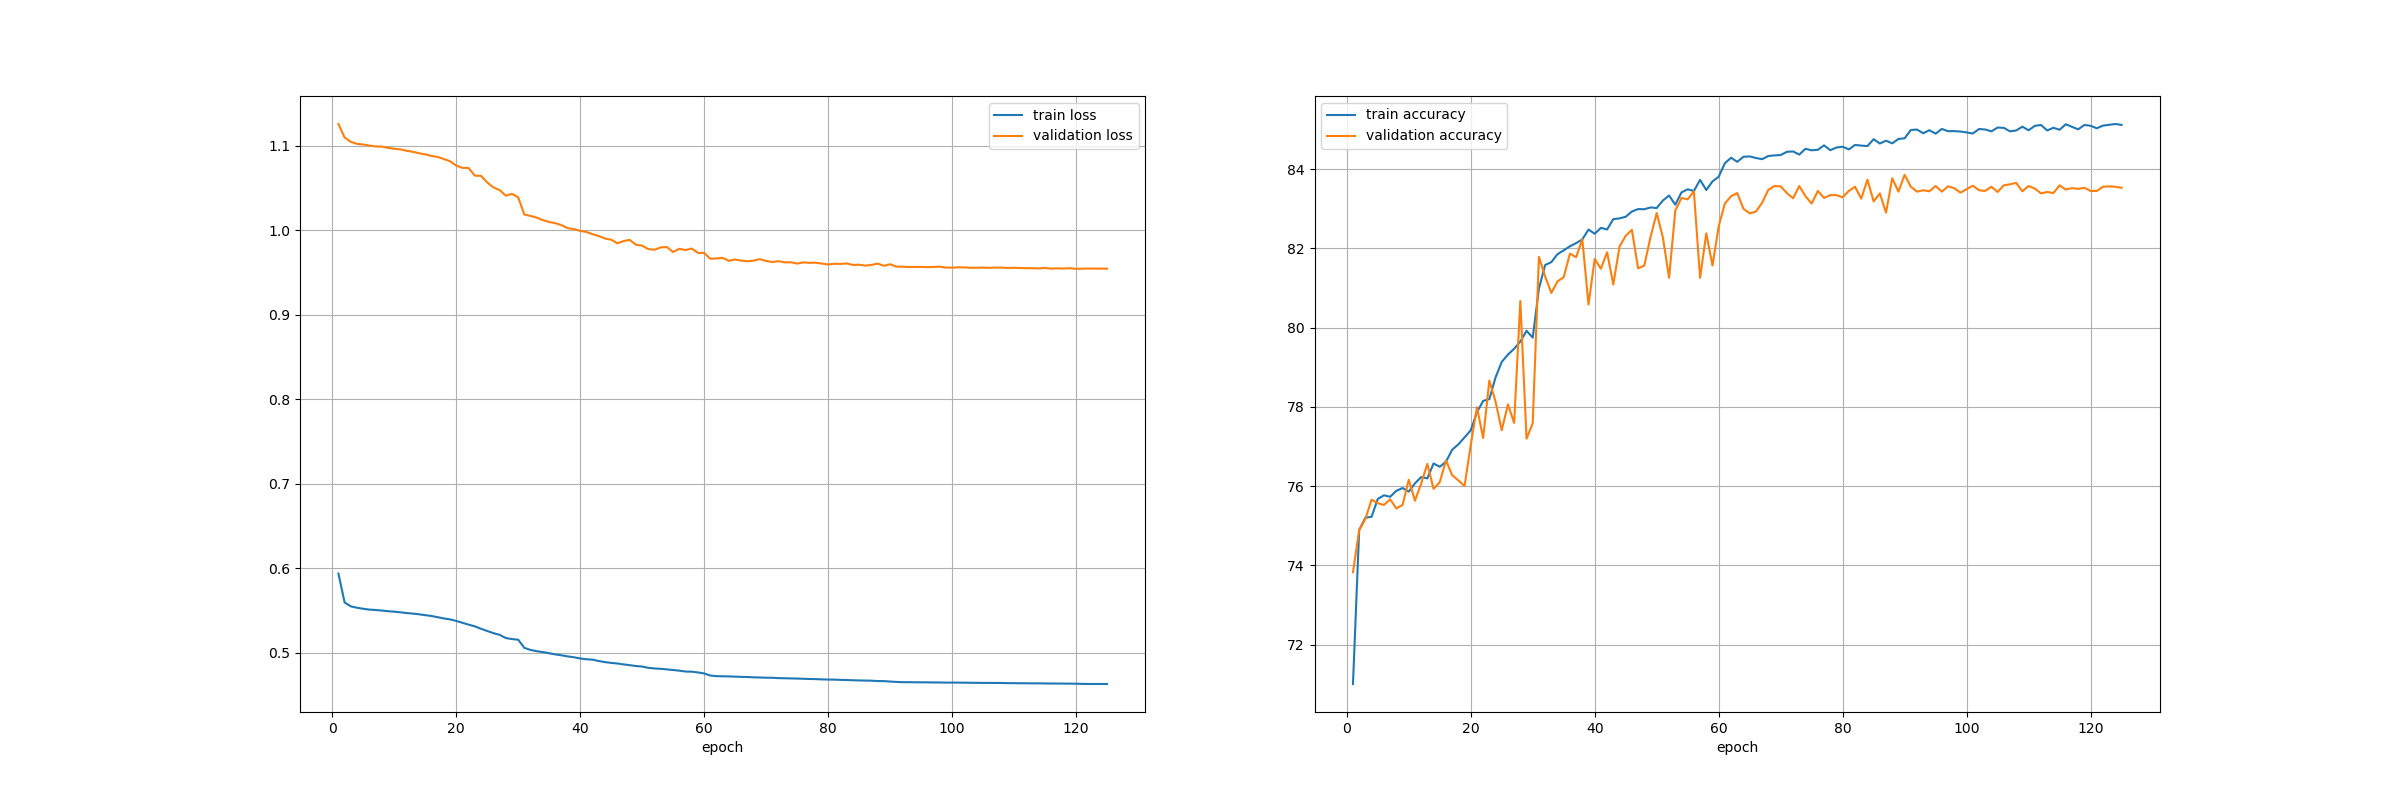 train loss
validation loss
1.1
1.0
0.9
0.8
0.7
0.6
0.5
0 20 40 60 80 100 120
epoch
train accuracy
validation accuracy
84
82
80
78
76
74
72
0 20 40 60 80 100 120
epoch